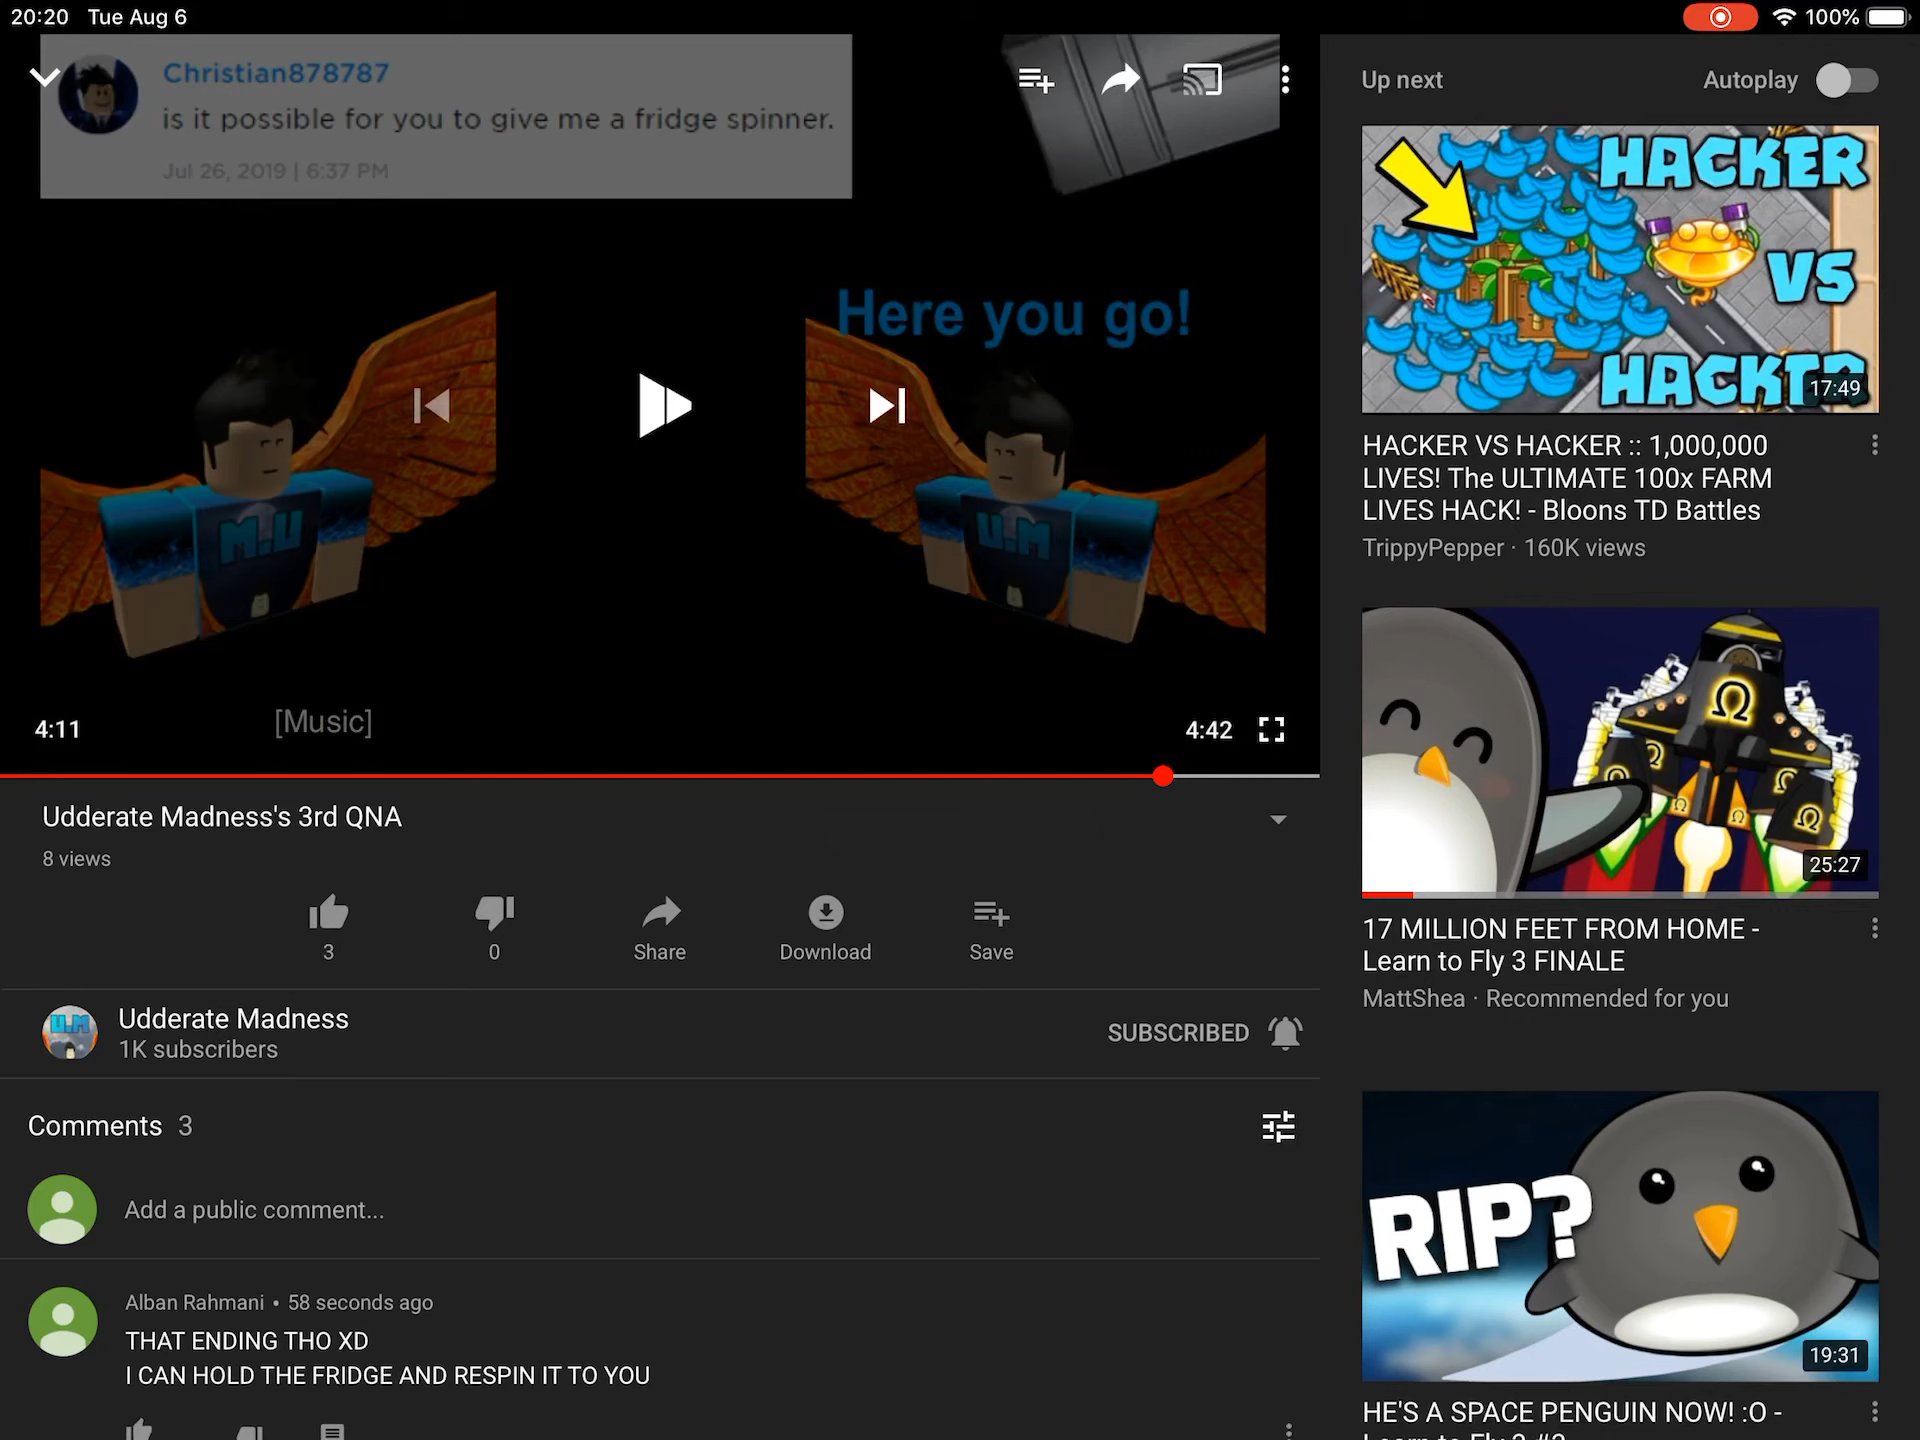 20:20 Tue Aug 6
100%
Christian878787
is it possible for you to give me a fridge spinner.
Jul 26, 2019 | 6:37 PM
Here you go!
M.U
U.M
4:11
[Music]
4:42
Udderate Madness's 3rd QNA
8 views
3
0
Share
Download
Save
U.M
Udderate Madness
1K subscribers
SUBSCRIBED
Comments 3
Add a public comment...
Alban Rahmani • 58 seconds ago
THAT ENDING THO XD
I CAN HOLD THE FRIDGE AND RESPIN IT TO YOU
Up next
Autoplay
HACKER
VS
HACKER
17:49
HACKER VS HACKER :: 1,000,000
LIVES! The ULTIMATE 100x FARM
LIVES HACK! - Bloons TD Battles
TrippyPepper · 160K views
Ω
Ω
Ω
Ω
Ω
Ω
Ω
25:27
17 MILLION FEET FROM HOME -
Learn to Fly 3 FINALE
MattShea · Recommended for you
RIP?
19:31
HE'S A SPACE PENGUIN NOW! :O -
Learn to Fly 3 #2